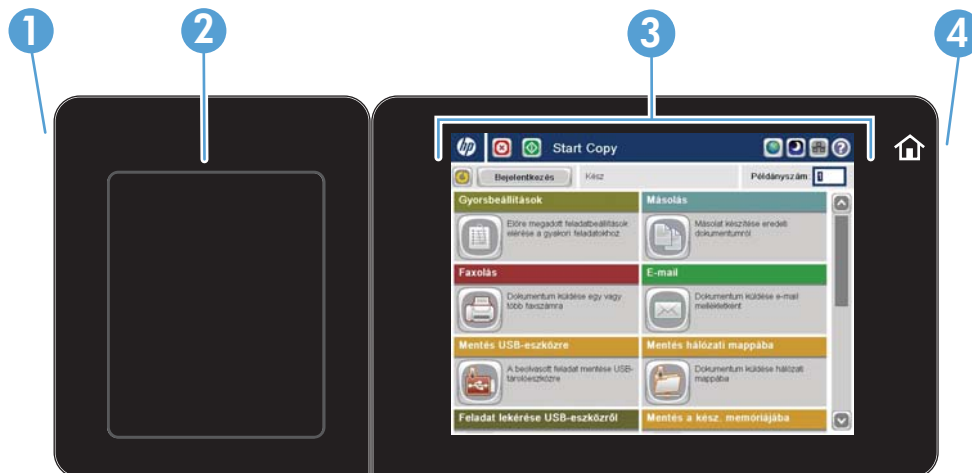 1
2
3
4
hp
Start Copy
?
Bejelentkezés
Kész
Példányszám:
1
Gyorsbeállítások
Másolás
Előre megadott feladatbeállítások
elérése a gyakori feladatokhoz
Másolat készítése eredeti
dokumentumról
Faxolás
E-mail
Dokumentum küldése egy vagy
több faxszámra
Dokumentum küldése e-mail
mellékletként
Mentés USB-eszközre
Mentés hálózati mappába
A beolvasott feladat mentése USB-
tárolóeszközre
Dokumentum küldése hálózati
mappába
Feladat lekérése USB-eszközről
Mentés a kész. memóriájába